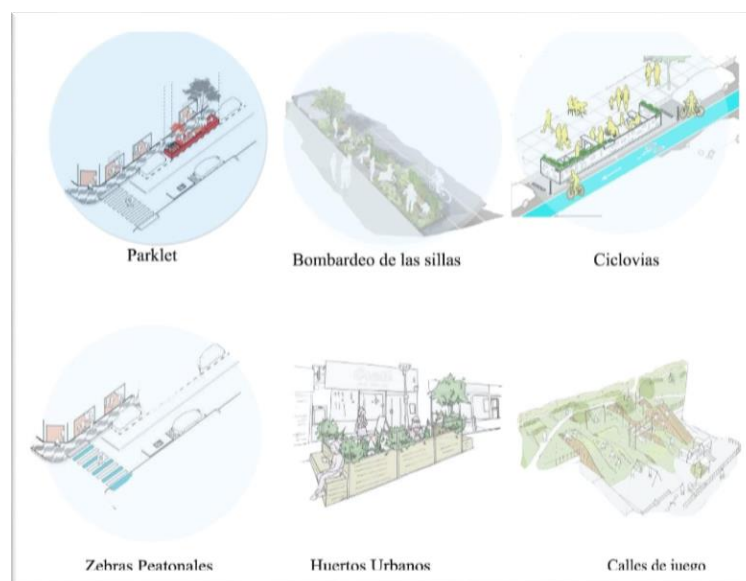 Parklet
Bombardeo de las sillas
Ciclovias
Zebras Peatonales
Huertos Urbanos
Calles de juego